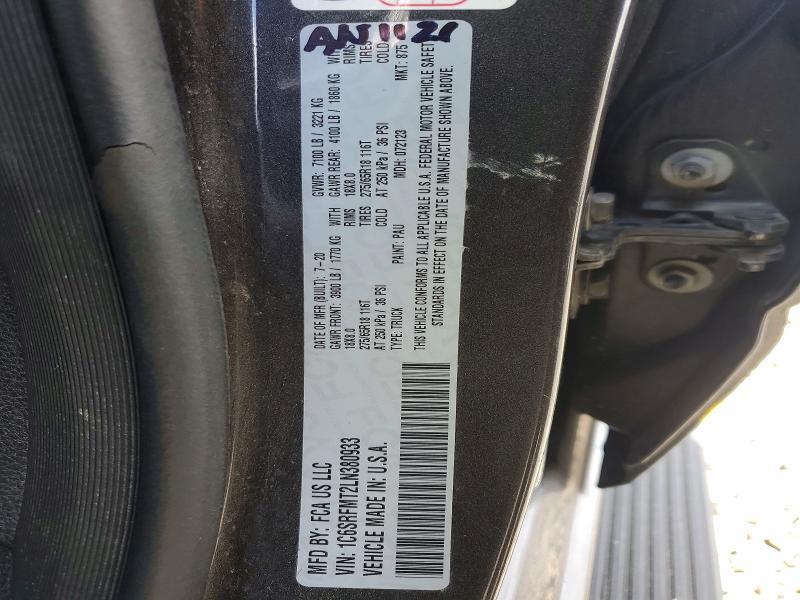 MFD BY: FCA US LLC
DATE OF MFR (BUILT): 7-20 GVWR: 7100 LB / 3221 KG
GAWR FRONT: 3900 LB / 1770 KG WITH GAWR REAR: 4100 LB / 1860 KG WITH
18X8.0 RIMS 18X8.0 RIMS
275/65R18 116T TIRES 275/65R18 116T TIRES
AT 250 kPa / 36 PSI COLD AT 250 kPa / 36 PSI COLD
VIN: 1C6SRFMT2LN380933
TYPE: TRUCK PAINT: PAU MDH: 072123 MKT: 875
VEHICLE MADE IN: U.S.A.
THIS VEHICLE CONFORMS TO ALL APPLICABLE U.S.A. FEDERAL MOTOR VEHICLE SAFETY
STANDARDS IN EFFECT ON THE DATE OF MANUFACTURE SHOWN ABOVE.